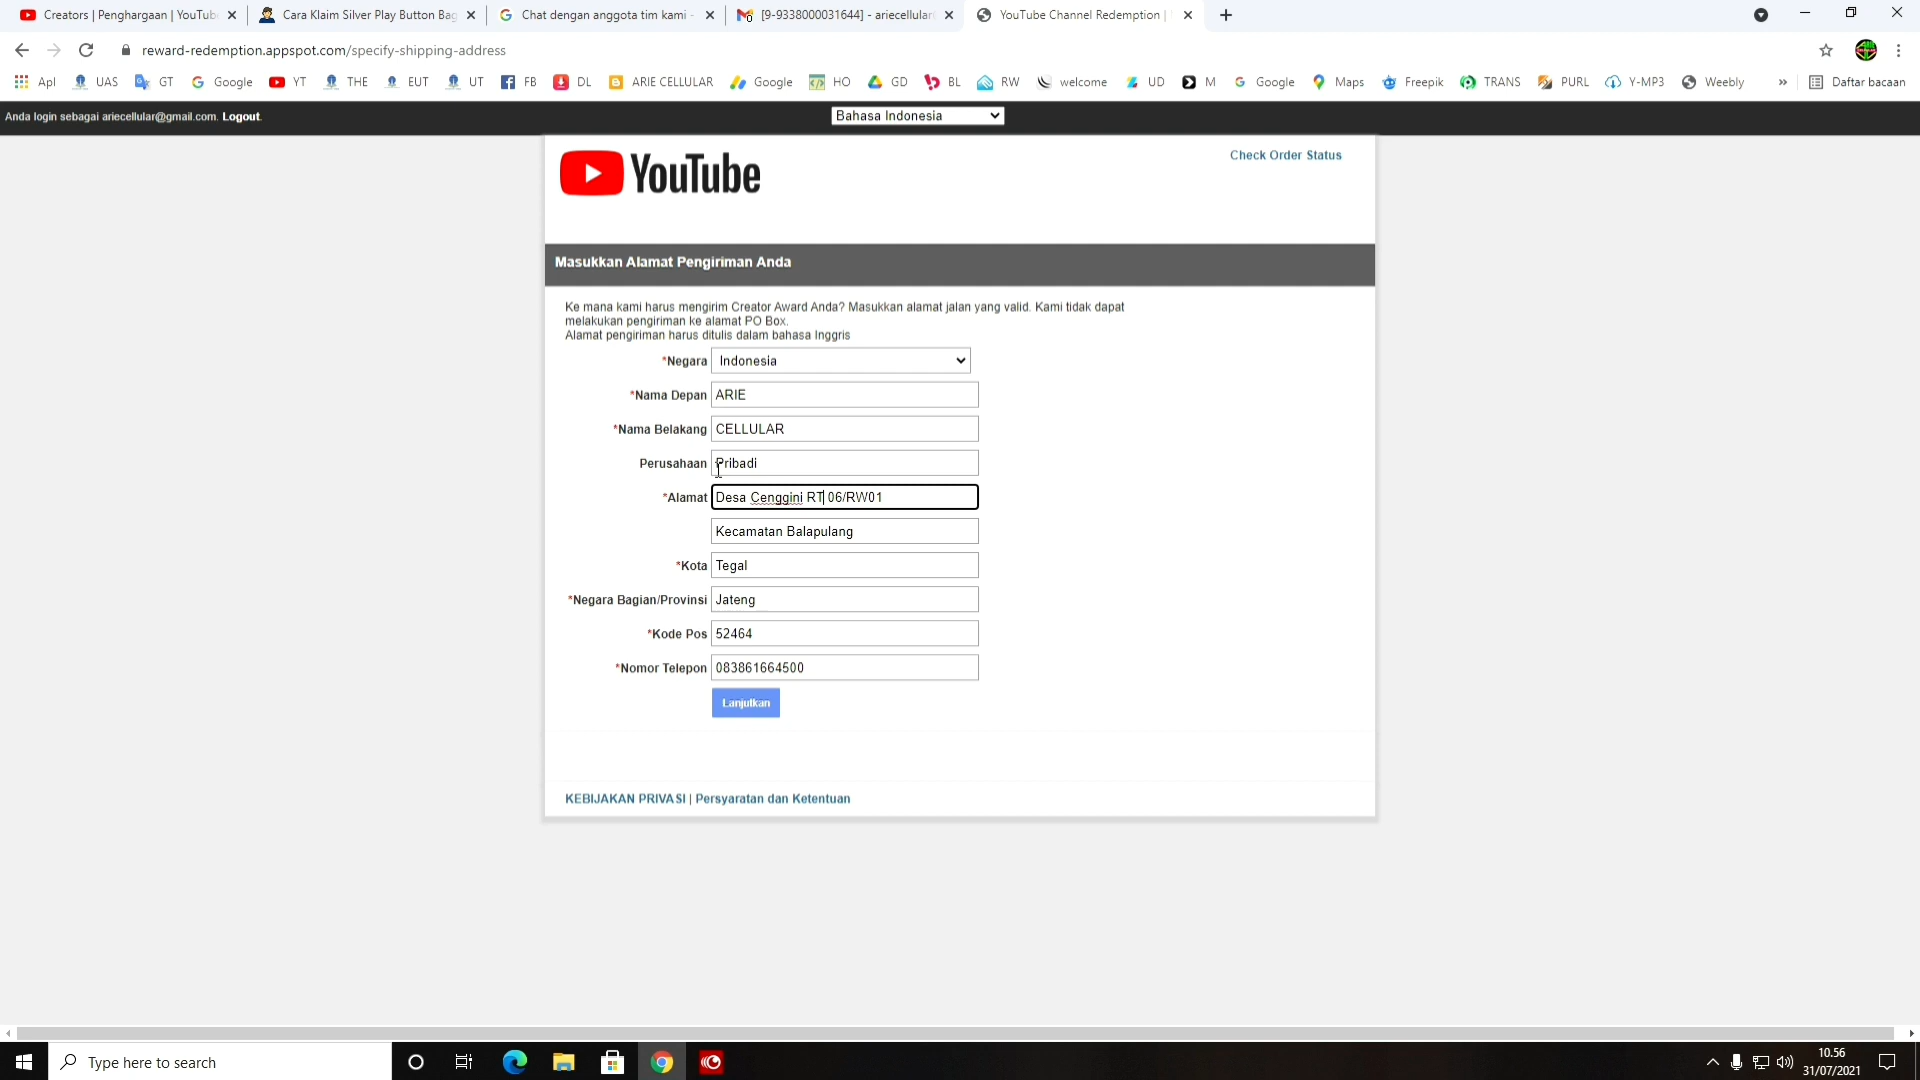 Creators | Penghargaan | YouTub
Cara Klaim Silver Play Button Bag
Chat dengan anggota tim kami -
[9-9338000031644] - ariecellular
YouTube Channel Redemption |
reward-redemption.appspot.com/specify-shipping-address
Apl UAS GT Google YT THE EUT UT FB DL ARIE CELLULAR Google HO GD BL RW welcome UD M Google Maps Freepik TRANS PURL Y-MP3 Weebly » Daftar bacaan
Anda login sebagai ariecellular@gmail.com. Logout.
Bahasa Indonesia
YouTube
Check Order Status
Masukkan Alamat Pengiriman Anda
Ke mana kami harus mengirim Creator Award Anda? Masukkan alamat jalan yang valid. Kami tidak dapat
melakukan pengiriman ke alamat PO Box.
Alamat pengiriman harus ditulis dalam bahasa Inggris
*Negara Indonesia
*Nama Depan ARIE
*Nama Belakang CELLULAR
Perusahaan Pribadi
*Alamat Desa Cenggini RT 06/RW01
Kecamatan Balapulang
*Kota Tegal
*Negara Bagian/Provinsi Jateng
*Kode Pos 52464
*Nomor Telepon 083861664500
Lanjutkan
KEBIJAKAN PRIVASI | Persyaratan dan Ketentuan
Type here to search
10.56
31/07/2021